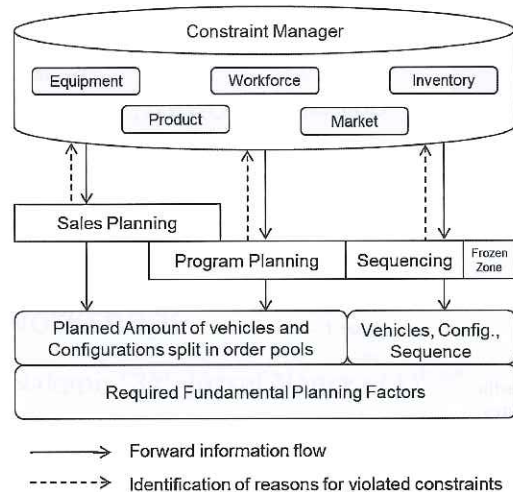 Constraint Manager
Equipment
Workforce
Inventory
Product
Market
Sales Planning
Program Planning
Sequencing
Frozen
Zone
Planned Amount of vehicles and
Configurations split in order pools
Vehicles, Config.,
Sequence
Required Fundamental Planning Factors
Forward information flow
Identification of reasons for violated constraints